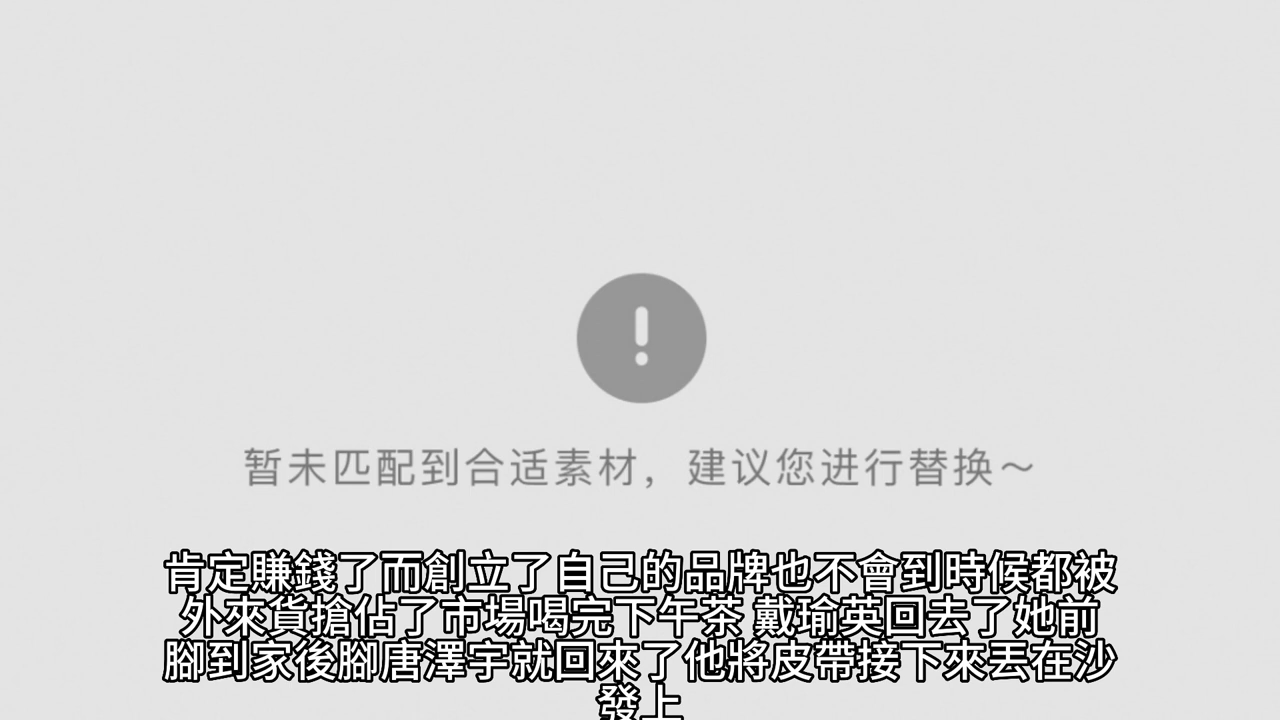 暂未匹配到合适素材，建议您进行替换～
肯定賺錢了而創立了自己的品牌也不會到時候都被
外來貨搶佔了市場喝完下午茶 戴瑜英回去了她前
腳到家後腳唐澤宇就回來了他將皮帶接下來丟在沙
發上